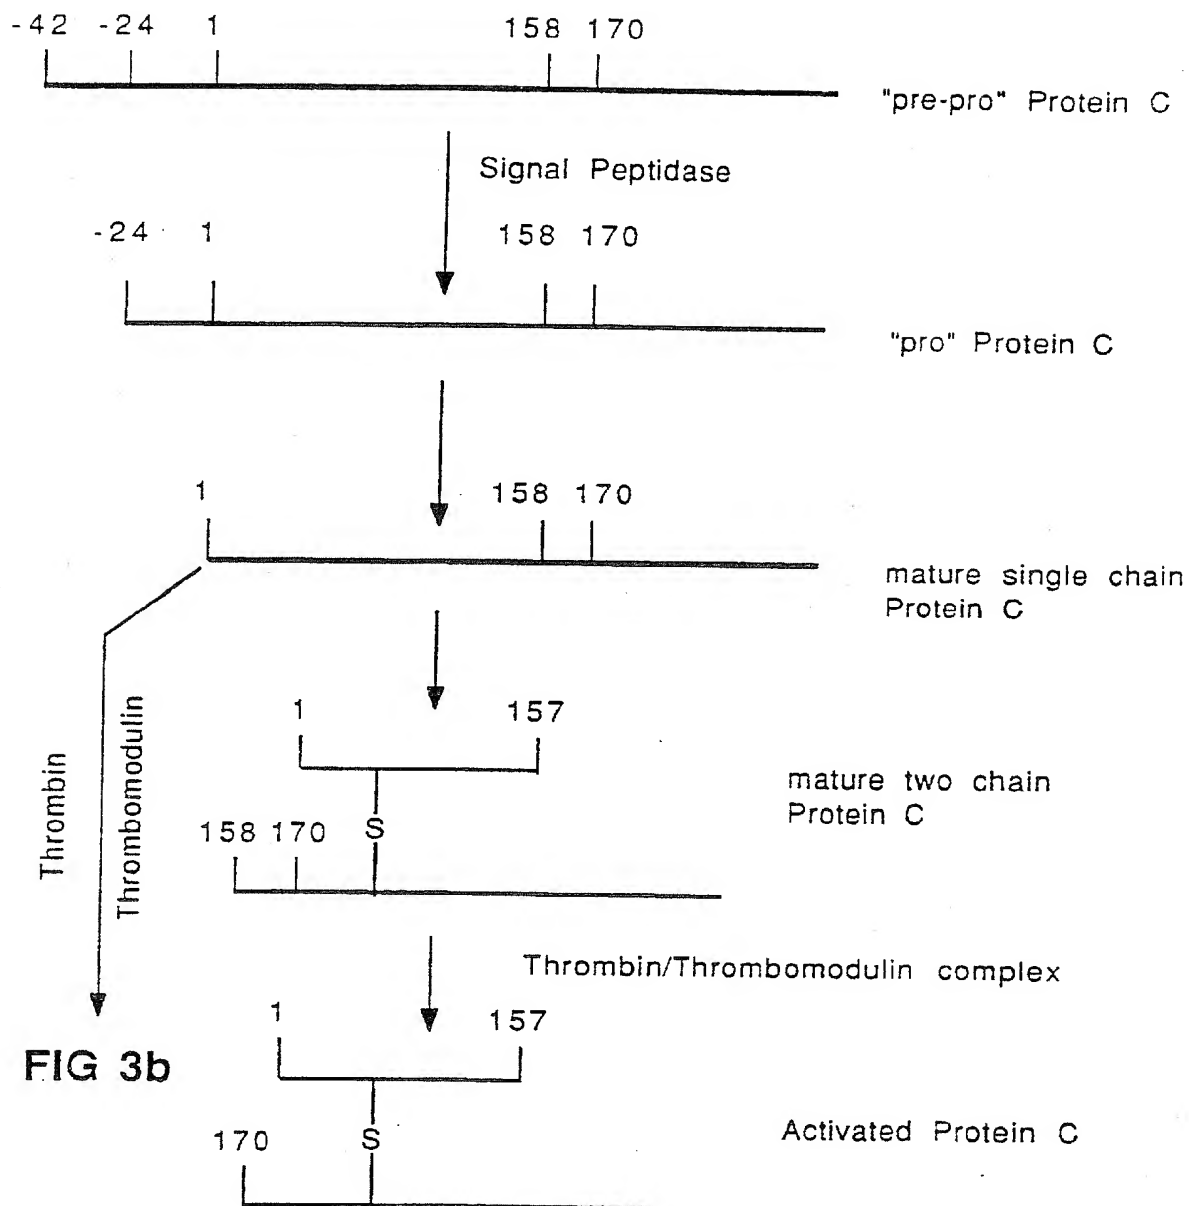 -42 -24 1 158 170
"pre-pro" Protein C
Signal Peptidase
-24 1 158 170
"pro" Protein C
1 158 170
mature single chain
Protein C
1 157
mature two chain
Protein C
158 170 S
Thrombin
Thrombomodulin
Thrombin/Thrombomodulin complex
1 157
FIG 3b
170 S
Activated Protein C